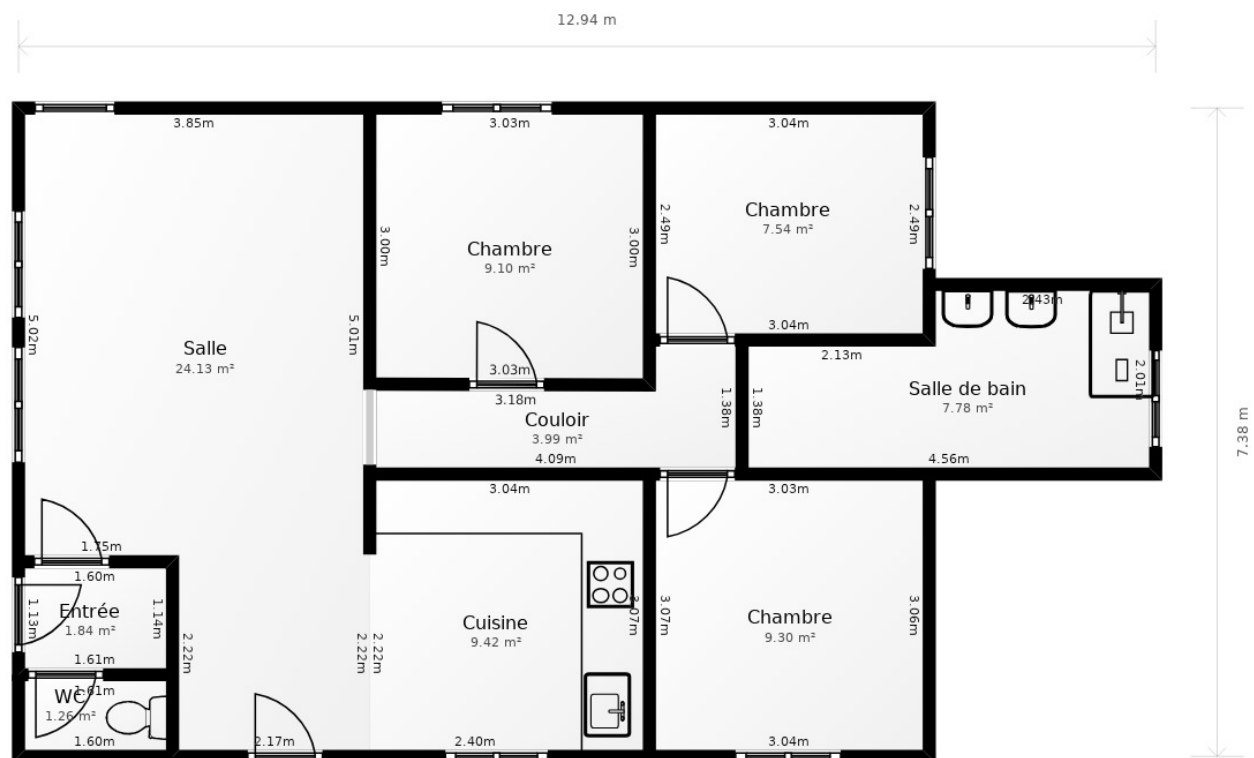 12.94 m
3.85m
3.03m
3.04m
2.49m
2.49m
Chambre
7.54 m²
3.00m
3.00m
Chambre
9.10 m²
7.38 m
2.43m
5.02m
5.01m
Salle
24.13 m²
3.04m
2.13m
3.03m
3.18m
2.01m
Salle de bain
7.78 m²
1.38m
1.38m
Couloir
3.99 m²
4.09m
4.56m
3.04m
3.03m
1.75m
1.60m
1.13m
1.14m
Entrée
1.84 m²
1.61m
2.22m
2.22m
2.22m
Cuisine
9.42 m²
3.07m
3.07m
Chambre
9.30 m²
3.06m
WC
1.61m
1.26 m²
1.60m
2.17m
2.40m
3.04m